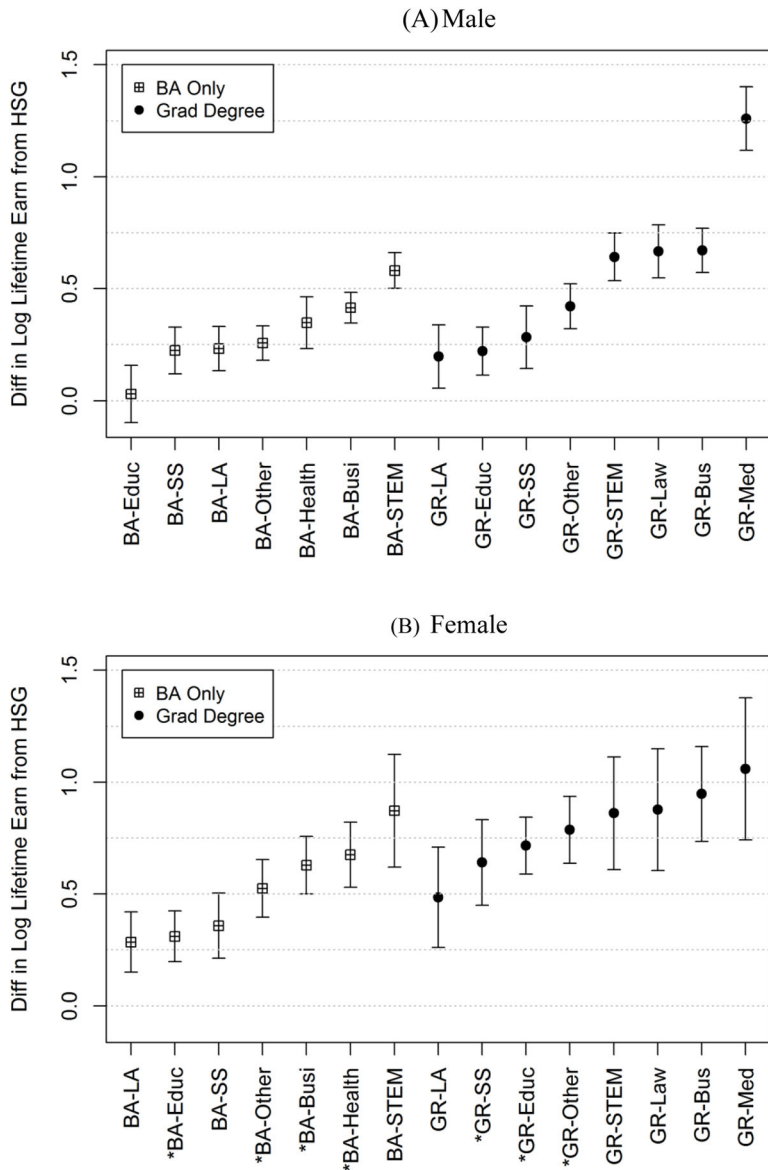 (A) Male
Diff in Log Lifetime Earn from HSG
1.5
1.0
0.5
0.0
BA Only
Grad Degree
BA-Educ
BA-SS
BA-LA
BA-Other
BA-Health
BA-Busi
BA-STEM
GR-LA
GR-Educ
GR-SS
GR-Other
GR-STEM
GR-Law
GR-Bus
GR-Med
(B) Female
Diff in Log Lifetime Earn from HSG
1.5
1.0
0.5
0.0
BA Only
Grad Degree
BA-LA
*BA-Educ
BA-SS
*BA-Other
*BA-Busi
*BA-Health
BA-STEM
GR-LA
*GR-SS
*GR-Educ
*GR-Other
GR-STEM
GR-Law
GR-Bus
GR-Med